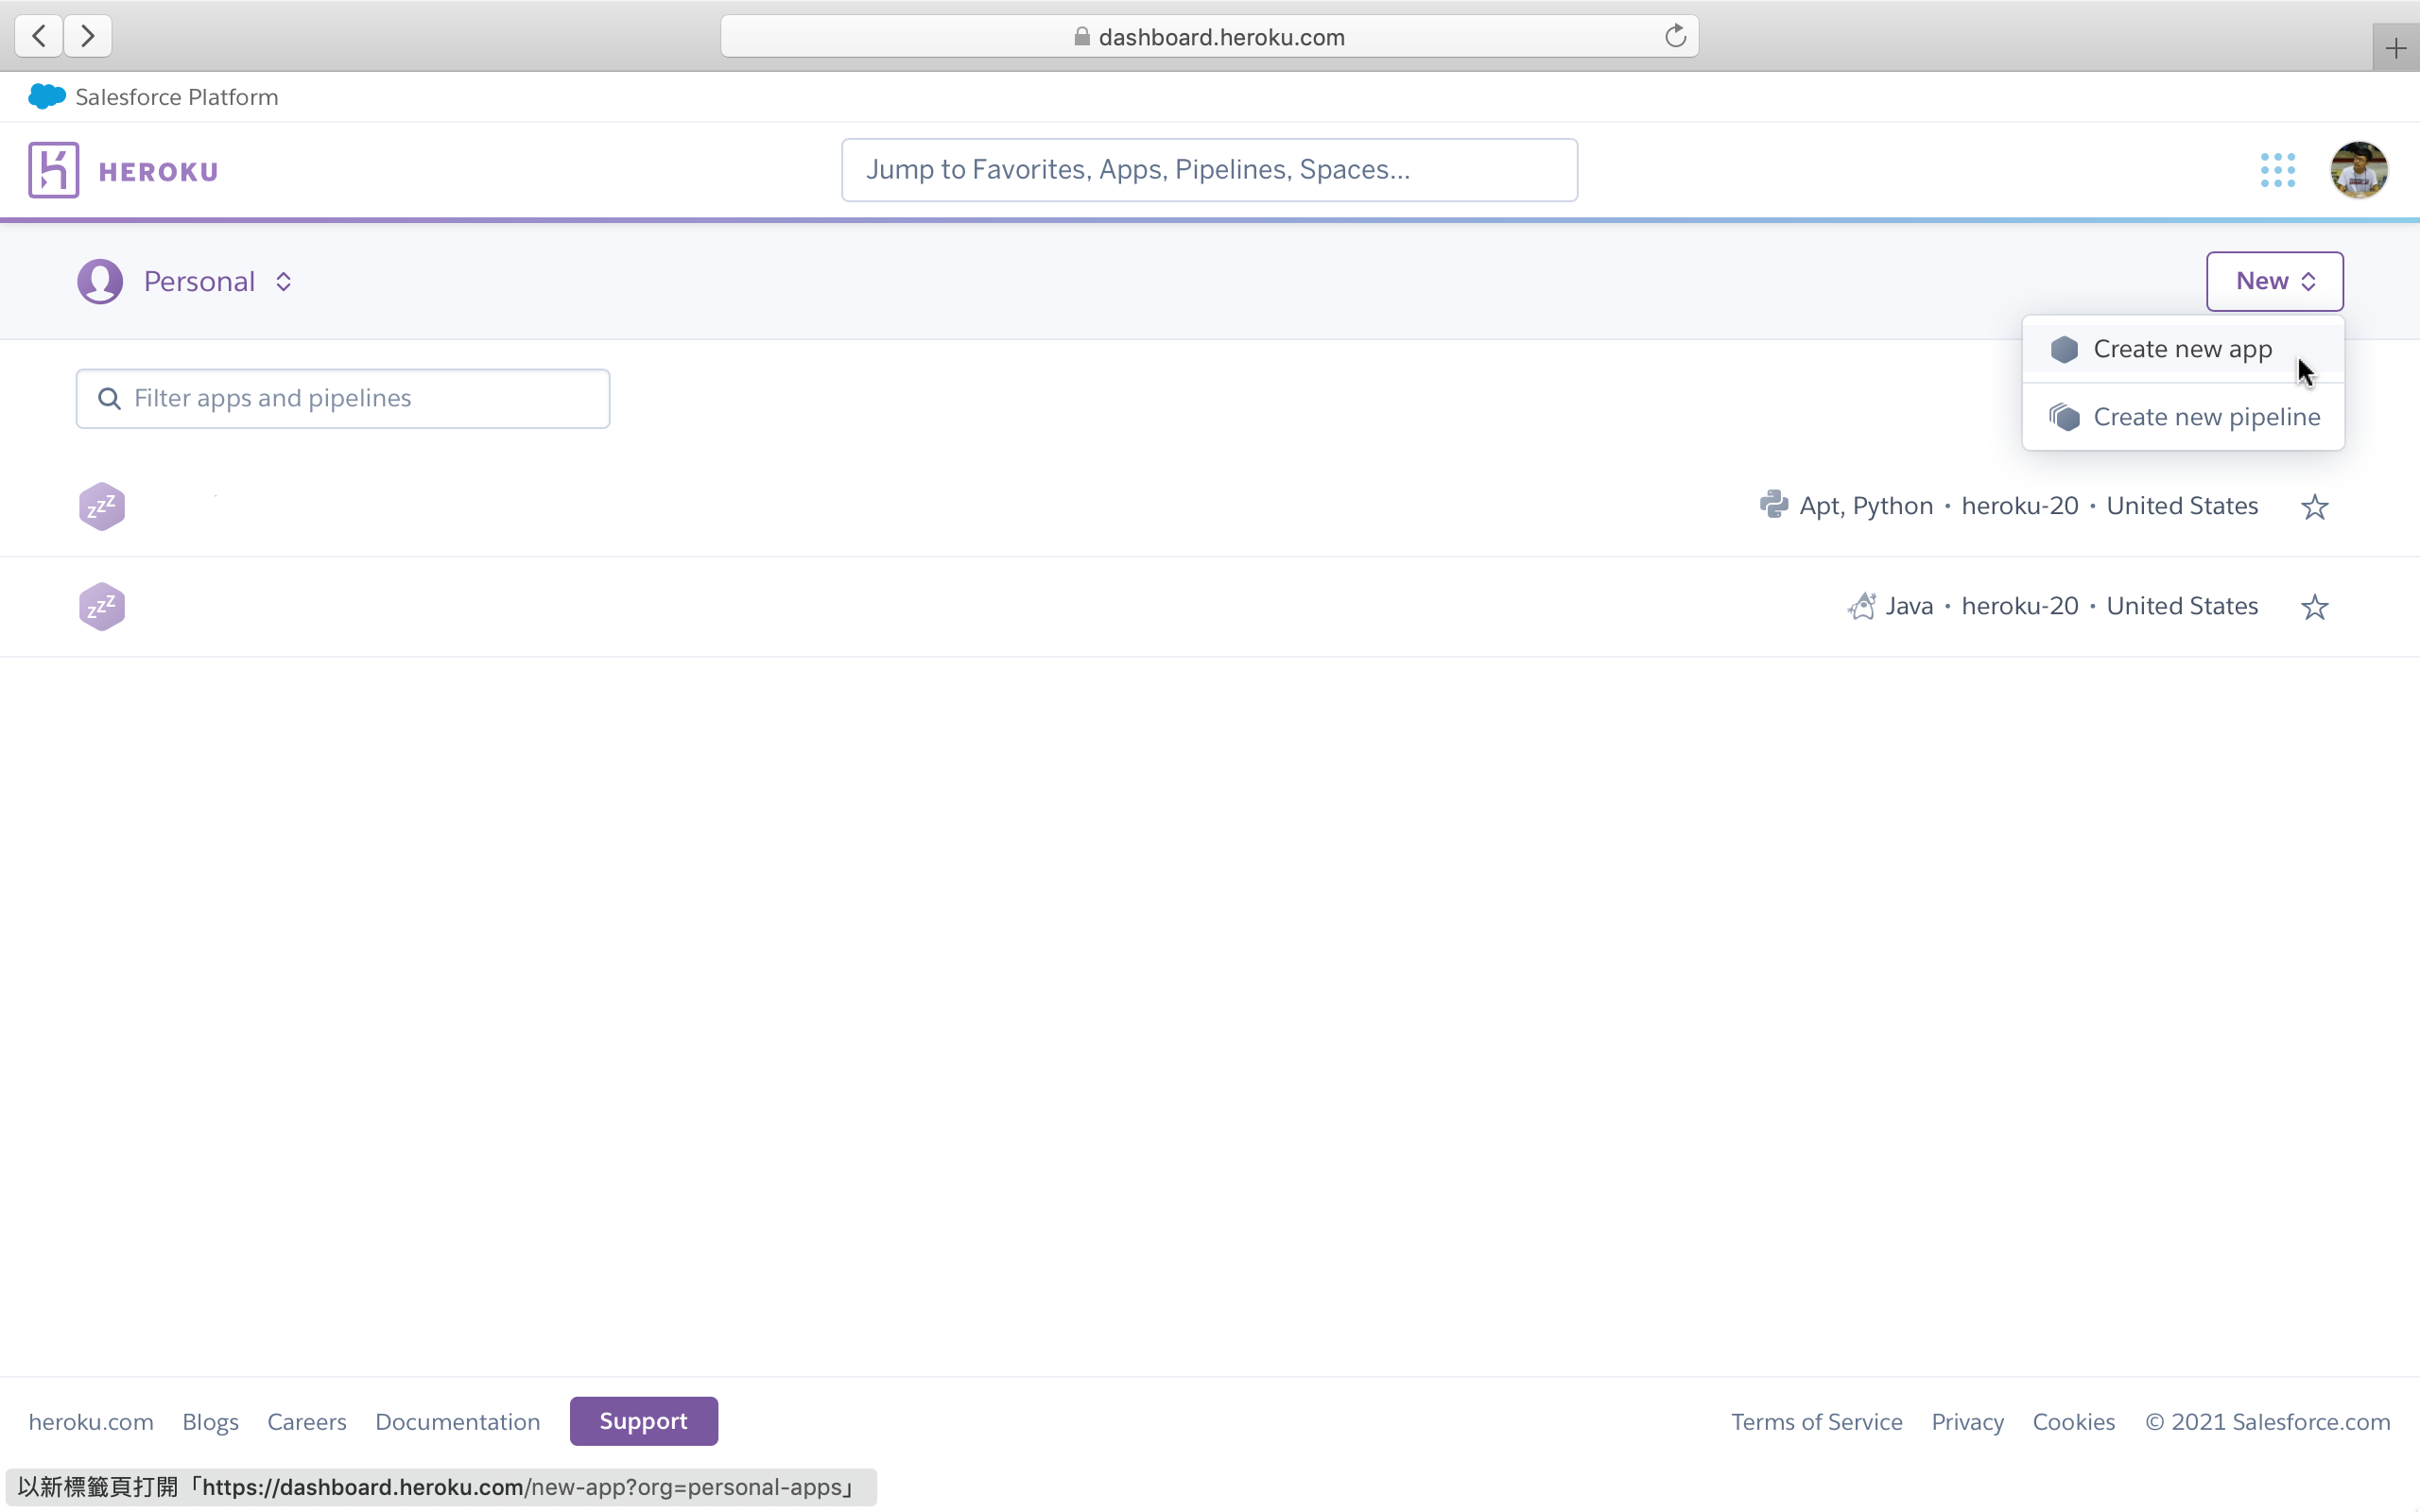 dashboard.heroku.com
Salesforce Platform
HEROKU
Jump to Favorites, Apps, Pipelines, Spaces...
Personal
New
Create new app
Create new pipeline
Filter apps and pipelines
zzz
Apt, Python • heroku-20 • United States
zzz
Java • heroku-20 • United States
heroku.com Blogs Careers Documentation Support
Terms of Service Privacy Cookies © 2021 Salesforce.com
以新標籤頁打開「https://dashboard.heroku.com/new-app?org=personal-apps」